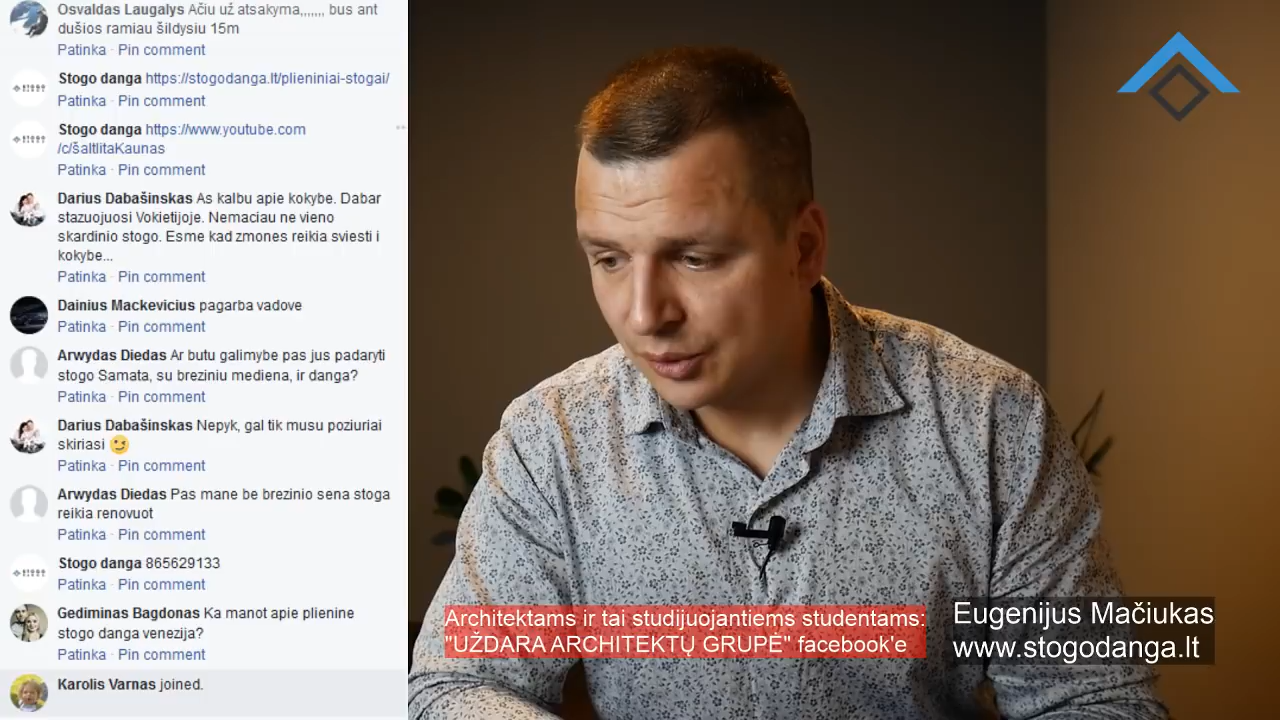 Osvaldas Laugalys Ačiu už atsakyma,,,,,,, bus ant
dušios ramiau šildysiu 15m
Patinka · Pin comment
Stogo danga https://stogodanga.lt/plieniniai-stogai/
Patinka · Pin comment
Stogo danga https://www.youtube.com
/c/šaltlitaKaunas
Patinka · Pin comment
Darius Dabašinskas As kalbu apie kokybe. Dabar
stazuojuosi Vokietijoje. Nemaciau ne vieno
skardinio stogo. Esme kad zmones reikia sviesti i
kokybe...
Patinka · Pin comment
Dainius Mackevicius pagarba vadove
Patinka · Pin comment
Arwydas Diedas Ar butu galimybe pas jus padaryti
stogo Samata, su breziniu mediena, ir danga?
Patinka · Pin comment
Darius Dabašinskas Nepyk, gal tik musu poziuriai
skiriasi 😉
Patinka · Pin comment
Arwydas Diedas Pas mane be brezinio sena stoga
reikia renovuot
Patinka · Pin comment
Stogo danga 865629133
Patinka · Pin comment
Gediminas Bagdonas Ka manot apie plienine
stogo danga venezija?
Patinka · Pin comment
Karolis Varnas joined.
Architektams ir tai studijuojantiems studentams:
"UŽDARA ARCHITEKTŲ GRUPĖ" facebook'e
Eugenijus Mačiukas
www.stogodanga.lt